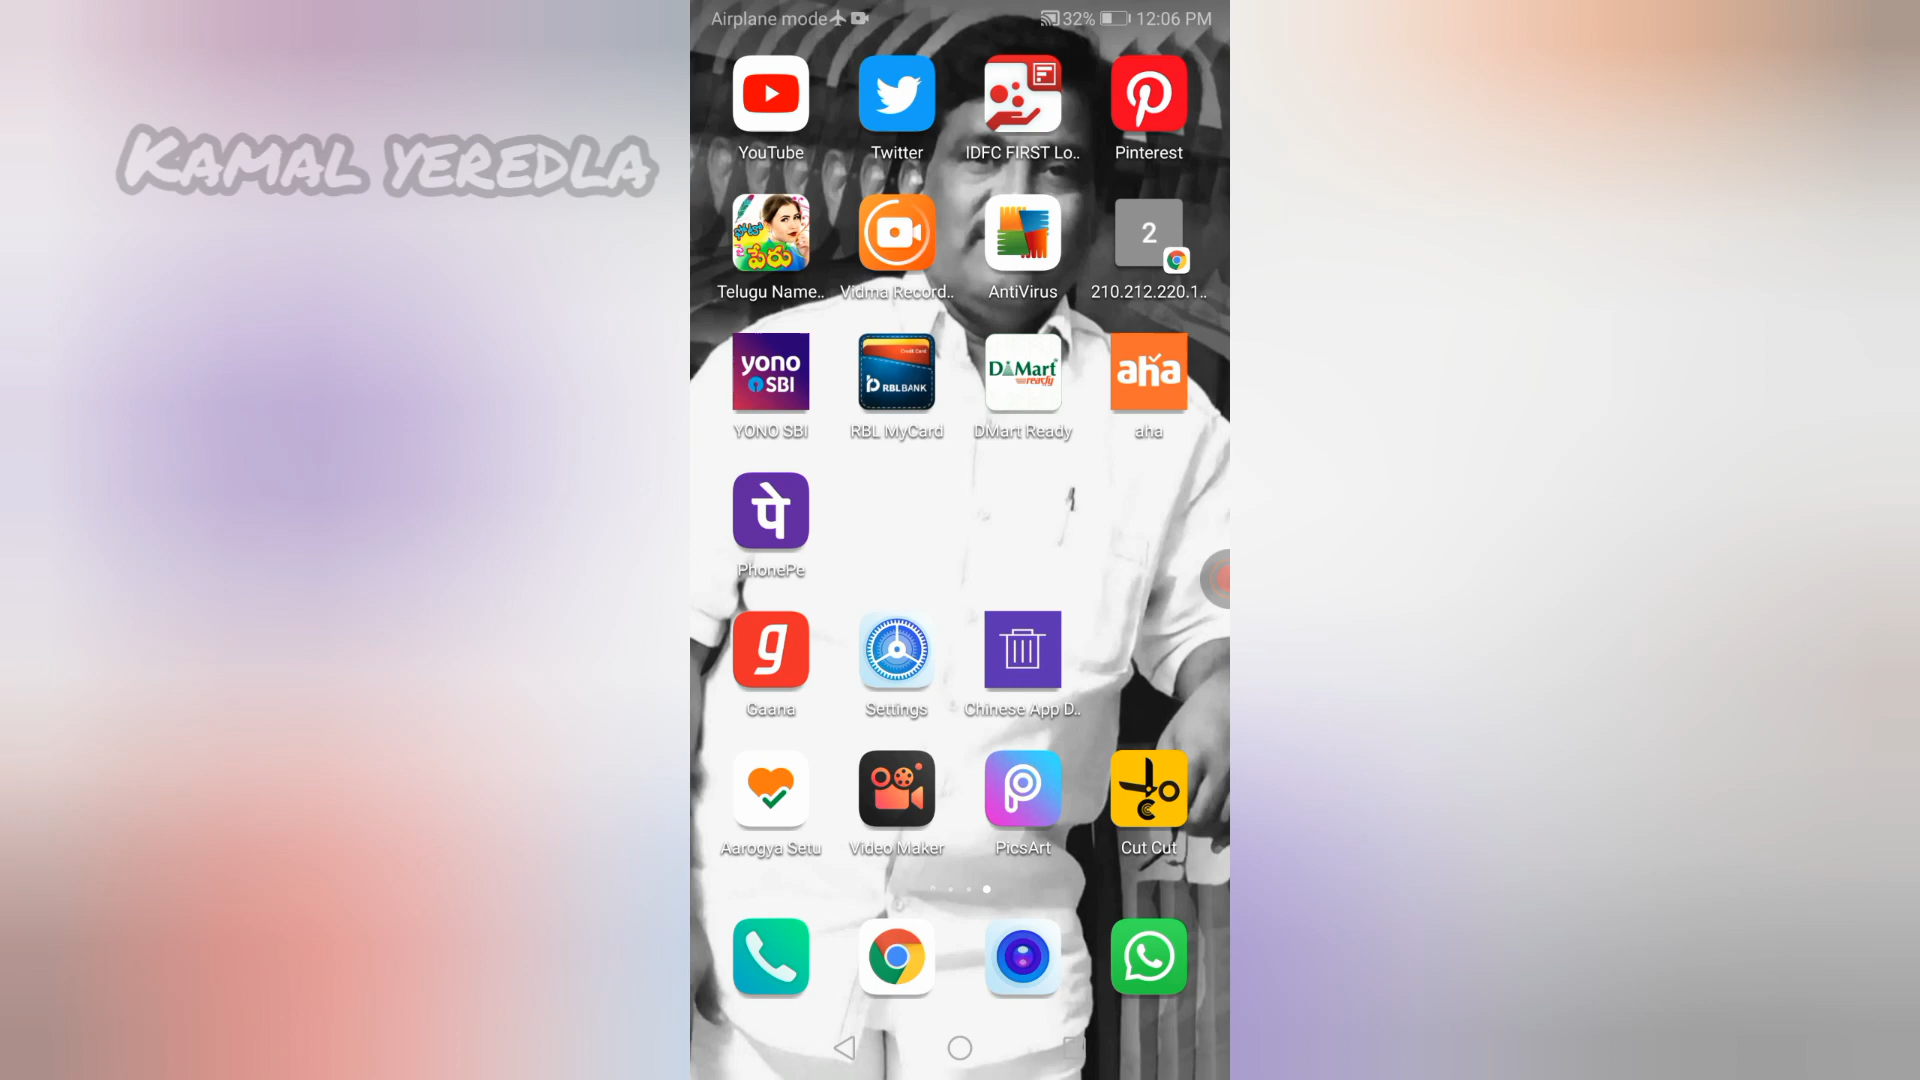 Airplane mode 32% 12:06 PM
KAMAL YEREDLA
YouTube Twitter IDFC FIRST Lo.. Pinterest
ఫోటో పై పేరు
2
Telugu Name.. Vidma Record.. AntiVirus 210.212.220.1..
yono SBI
Credit Card
RBL BANK
DMart ready
aha
YONO SBI RBL MyCard DMart Ready aha
पे
PhonePe
g
Gaana Settings Chinese App D..
Aarogya Setu Video Maker PicsArt Cut Cut